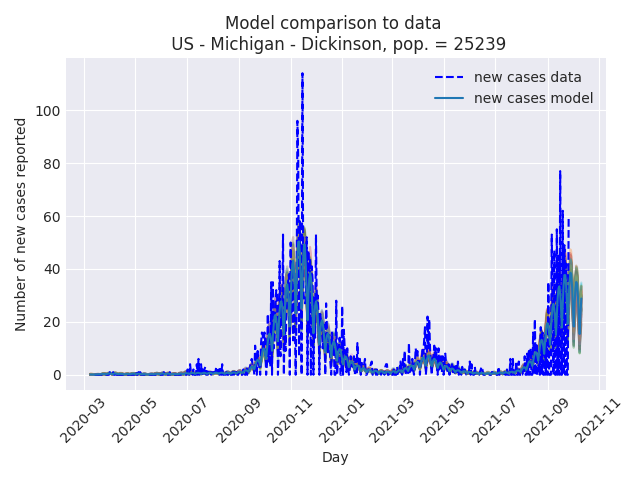 Model comparison to data
US - Michigan - Dickinson, pop. = 25239
new cases data
new cases model
Number of new cases reported
100
80
60
40
20
0
2020-03
2020-05
2020-07
2020-09
2020-11
2021-01
2021-03
2021-05
2021-07
2021-09
2021-11
Day